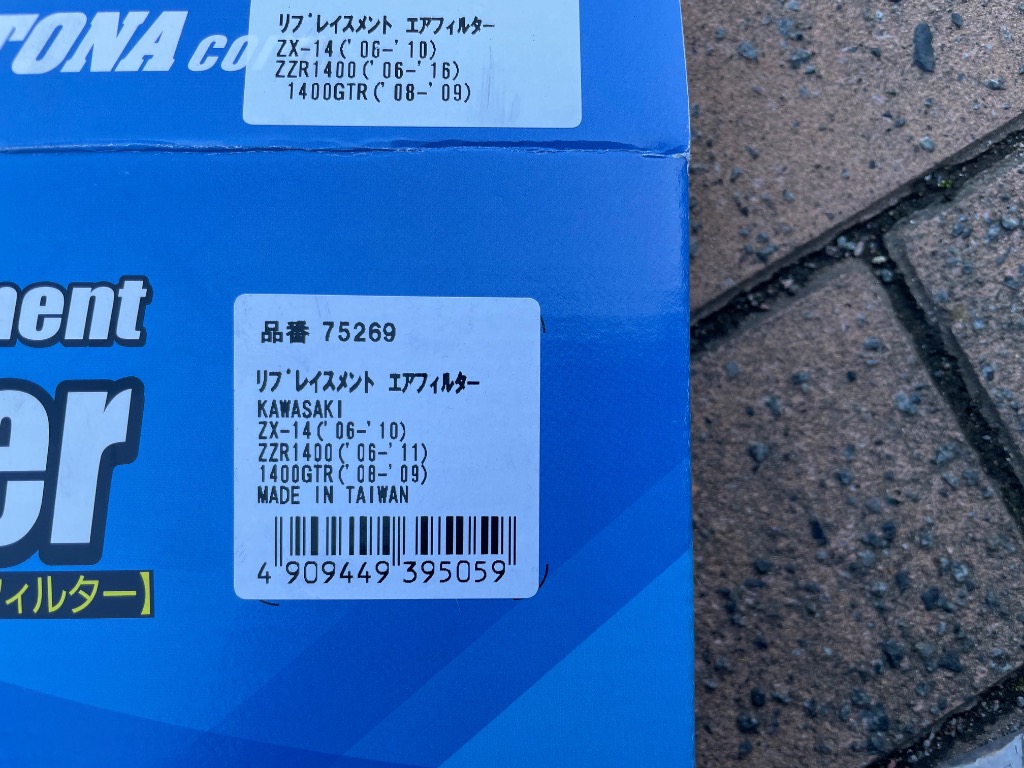 TONA CORP
リプレイスメント エアフィルター
ZX-14('06-'10)
ZZR1400('06-'16)
1400GTR('08-'09)
ment
er
フィルター】
品番 75269
リプレイスメント エアフィルター
KAWASAKI
ZX-14('06-'10)
ZZR1400('06-'11)
1400GTR('08-'09)
MADE IN TAIWAN
4 909449 395059